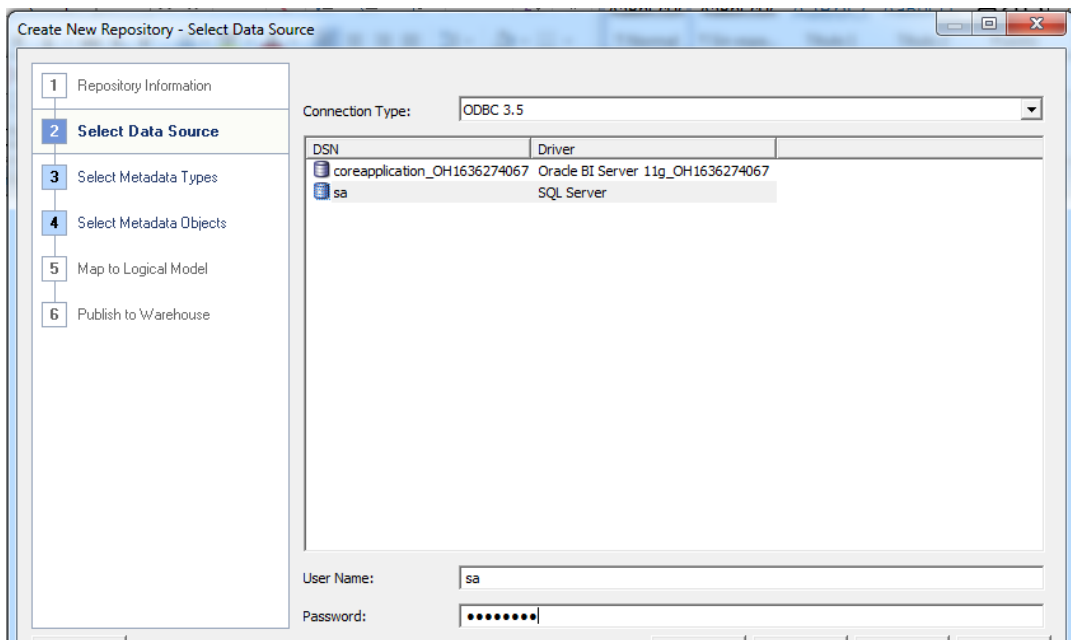 Create New Repository - Select Data Source
1 Repository Information
2 Select Data Source
3 Select Metadata Types
4 Select Metadata Objects
5 Map to Logical Model
6 Publish to Warehouse
Connection Type: ODBC 3.5
DSN Driver
coreapplication_OH1636274067 Oracle BI Server 11g_OH1636274067
sa SQL Server
User Name: sa
Password: ●●●●●●●●